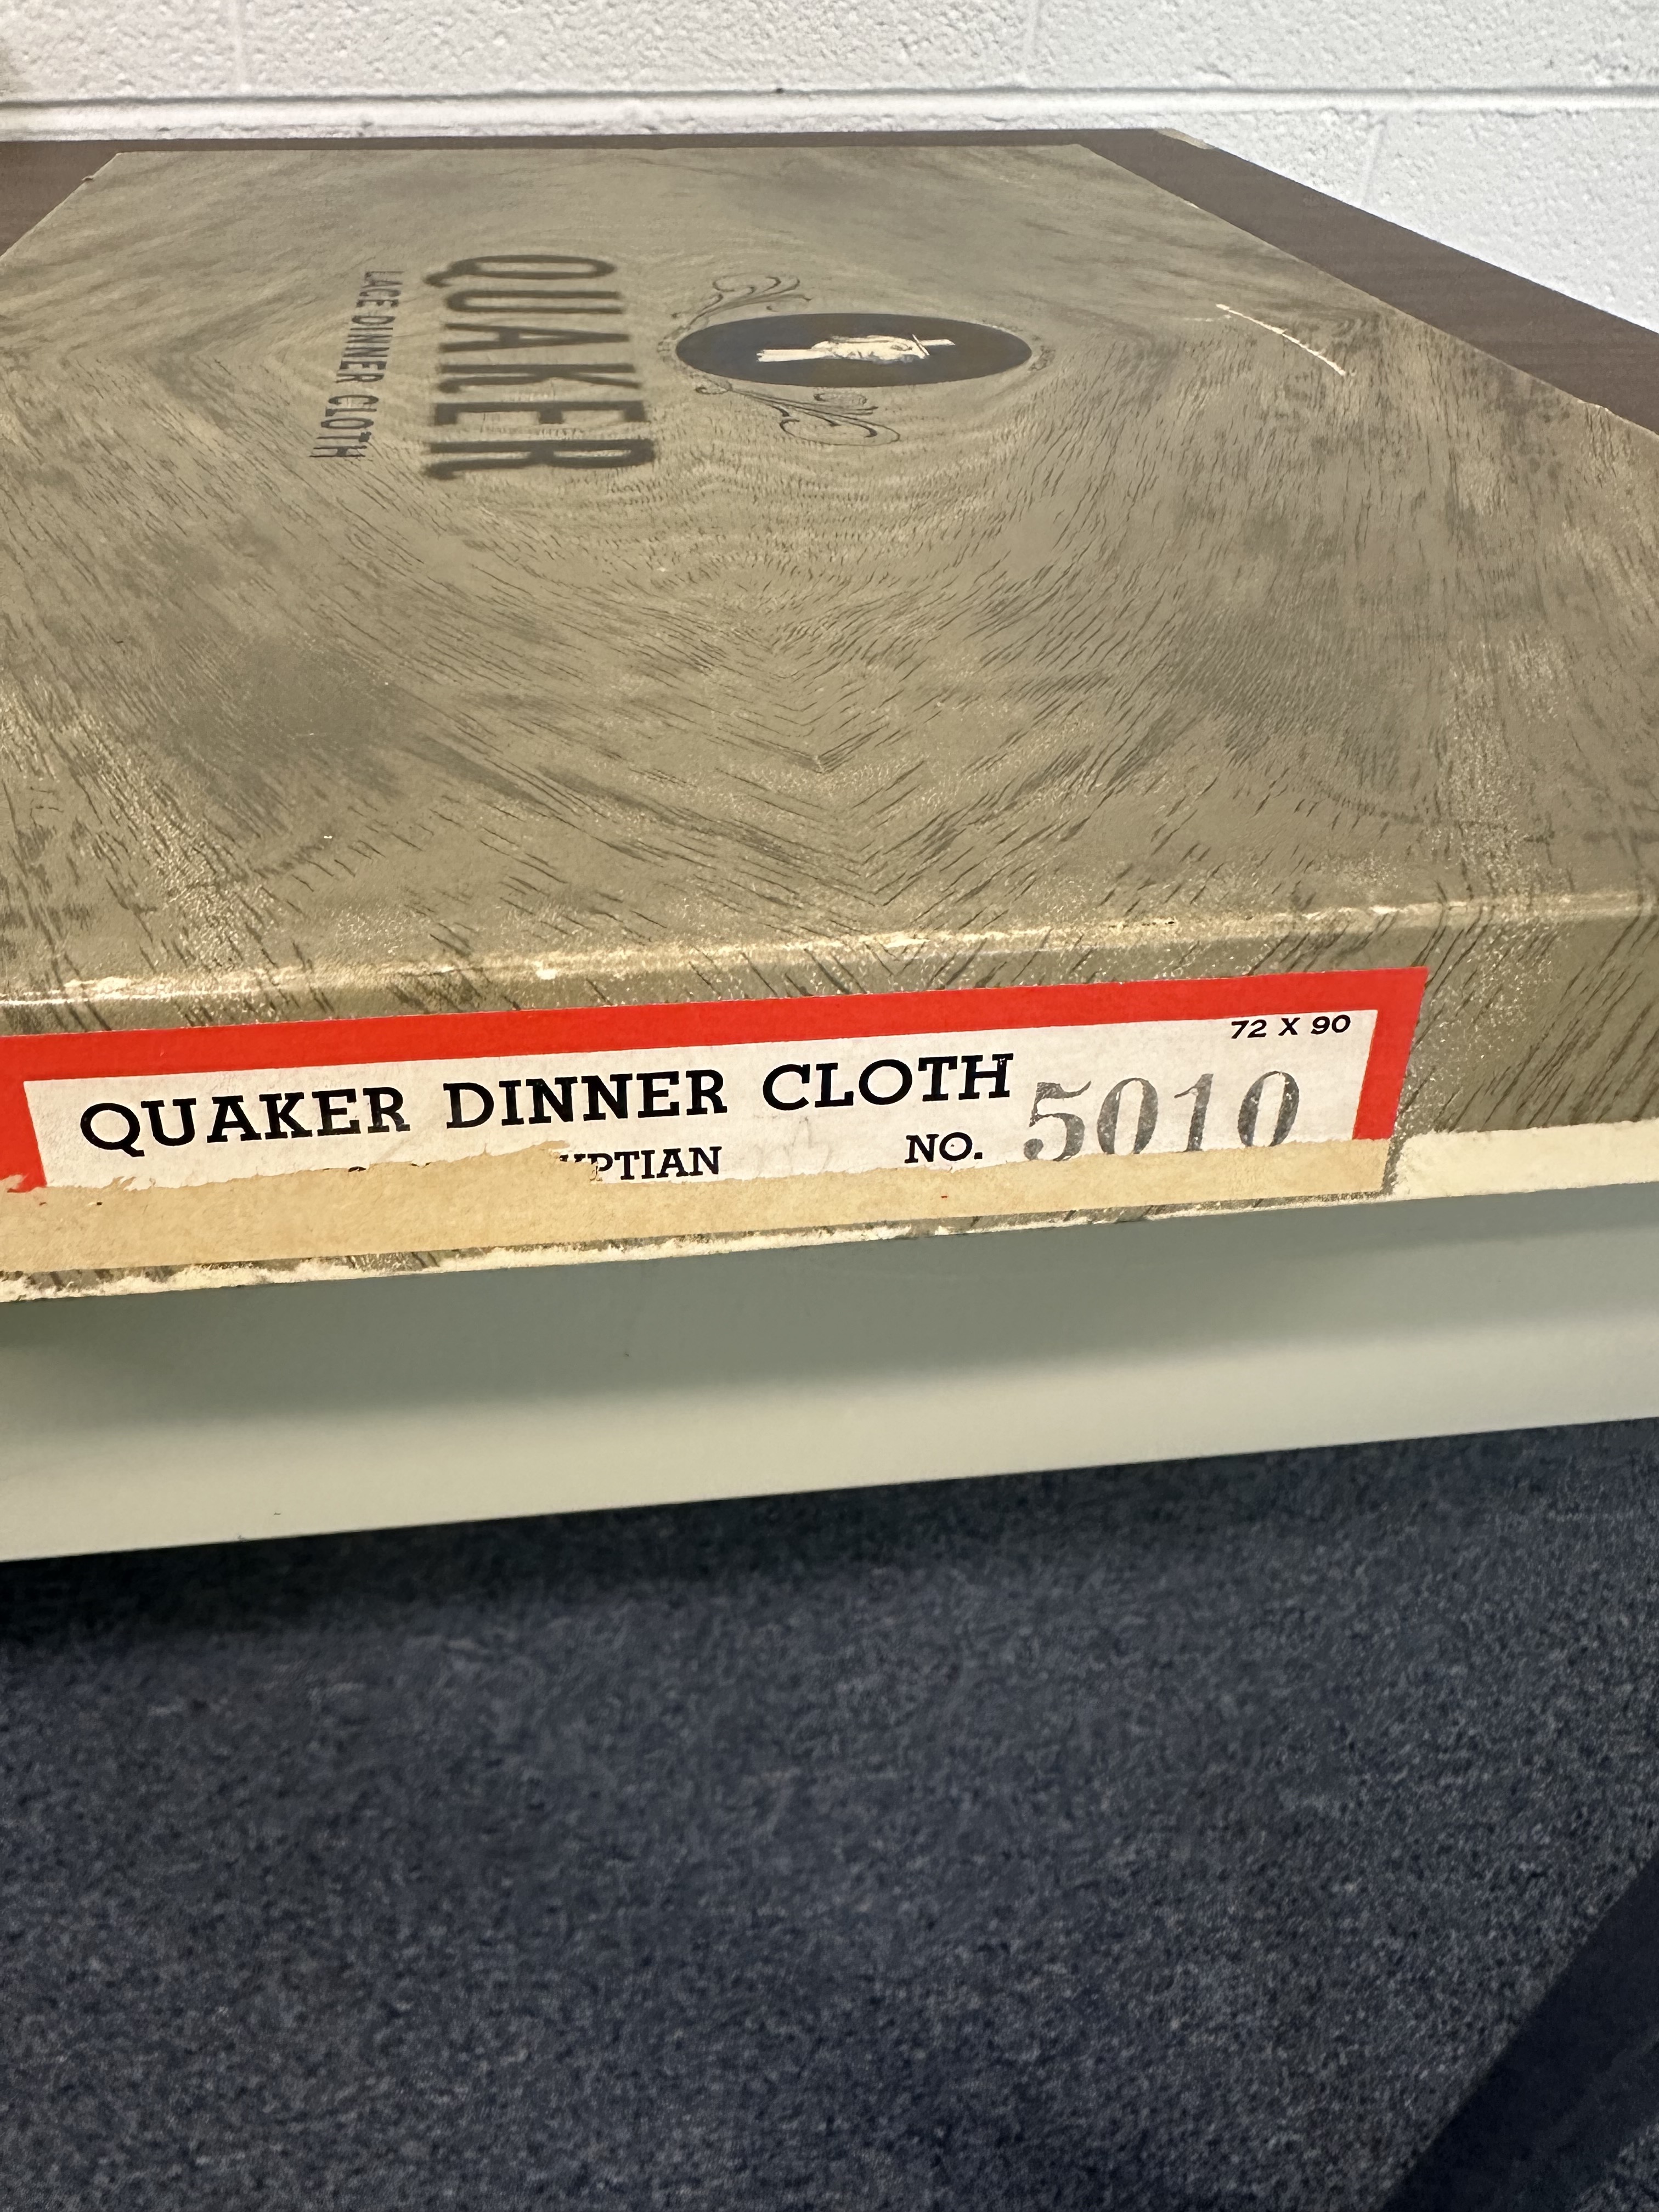 QUAKER
LACE DINNER CLOTH
72 X 90
QUAKER DINNER CLOTH
NO. 5010